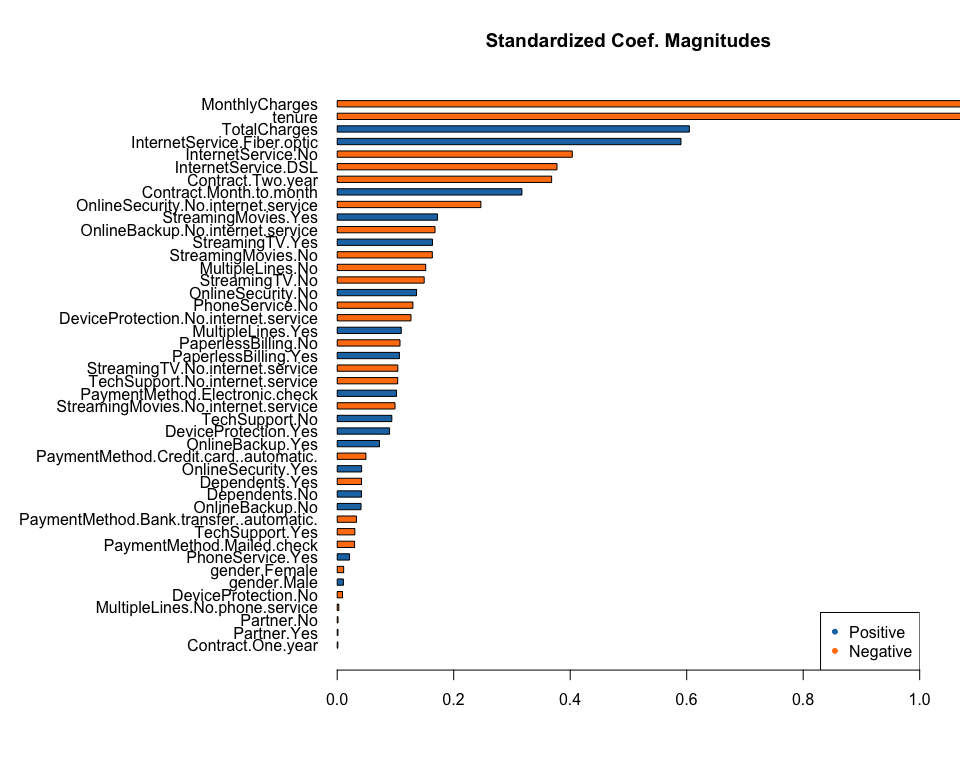 Standardized Coef. Magnitudes
MonthlyCharges
tenure
TotalCharges
InternetService.Fiber.optic
InternetService.No
InternetService.DSL
Contract.Two.year
Contract.Month.to.month
OnlineSecurity.No.internet.service
StreamingMovies.Yes
OnlineBackup.No.internet.service
StreamingTV.Yes
StreamingMovies.No
MultipleLines.No
StreamingTV.No
OnlineSecurity.No
PhoneService.No
DeviceProtection.No.internet.service
MultipleLines.Yes
PaperlessBilling.No
PaperlessBilling.Yes
StreamingTV.No.internet.service
TechSupport.No.internet.service
PaymentMethod.Electronic.check
StreamingMovies.No.internet.service
TechSupport.No
DeviceProtection.Yes
OnlineBackup.Yes
PaymentMethod.Credit.card..automatic.
OnlineSecurity.Yes
Dependents.Yes
Dependents.No
OnlineBackup.No
PaymentMethod.Bank.transfer..automatic.
TechSupport.Yes
PaymentMethod.Mailed.check
PhoneService.Yes
gender.Female
gender.Male
DeviceProtection.No
MultipleLines.No.phone.service
Partner.No
Partner.Yes
Contract.One.year
Positive
Negative
0.0 0.2 0.4 0.6 0.8 1.0